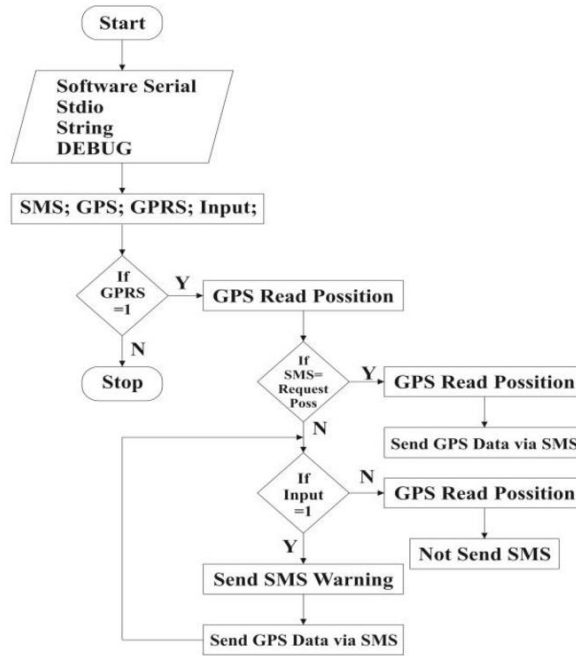 Start
Software Serial
Stdio
String
DEBUG
SMS; GPS; GPRS; Input;
If
GPRS
=1
Y
GPS Read Possition
N
Stop
If
SMS=
Request
Poss
Y
GPS Read Possition
N
Send GPS Data via SMS
If
Input
=1
N
GPS Read Possition
Y
Not Send SMS
Send SMS Warning
Send GPS Data via SMS